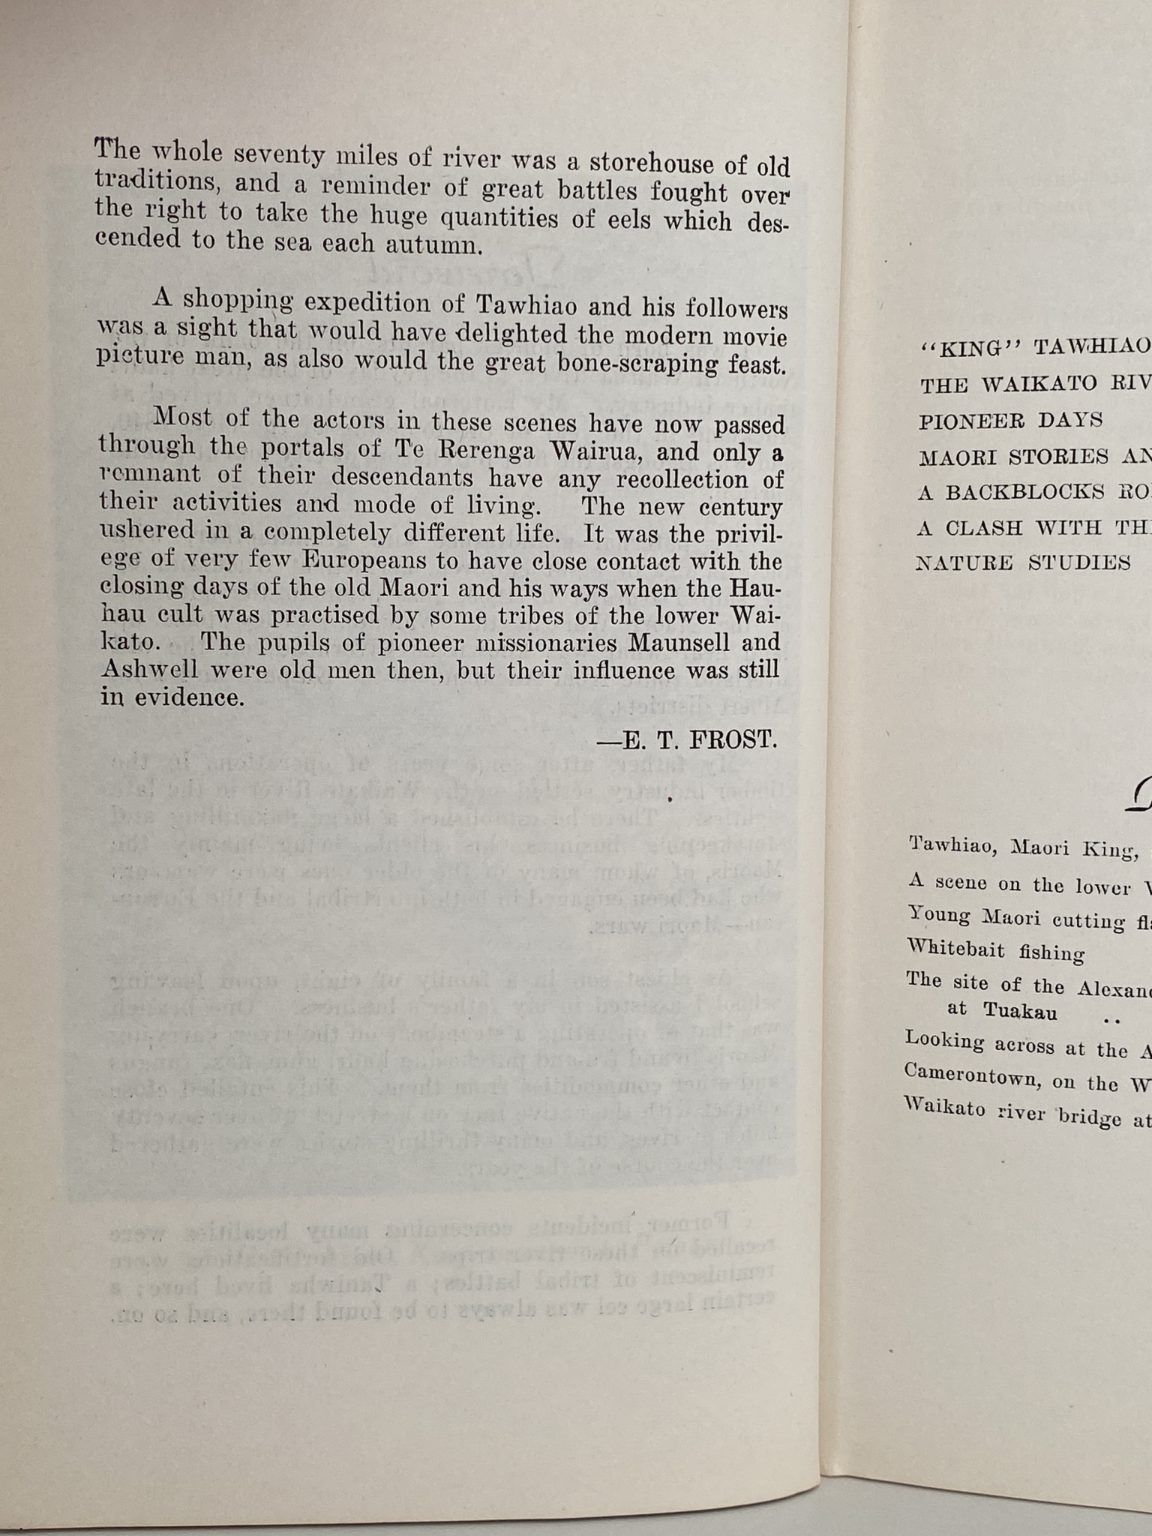 The whole seventy miles of river was a storehouse of old
traditions, and a reminder of great battles fought over
the right to take the huge quantities of eels which des-
cended to the sea each autumn.
A shopping expedition of Tawhiao and his followers
was a sight that would have delighted the modern movie
picture man, as also would the great bone-scraping feast.
Most of the actors in these scenes have now passed
through the portals of Te Rerenga Wairua, and only a
remnant of their descendants have any recollection of
their activities and mode of living. The new century
ushered in a completely different life. It was the privil-
ege of very few Europeans to have close contact with the
closing days of the old Maori and his ways when the Hau-
hau cult was practised by some tribes of the lower Wai-
kato. The pupils of pioneer missionaries Maunsell and
Ashwell were old men then, but their influence was still
in evidence.
—E. T. FROST.
"KING" TAWHIAO
THE WAIKATO RIV
PIONEER DAYS
MAORI STORIES AN
A BACKBLOCKS RO
A CLASH WITH THE
NATURE STUDIES
Tawhiao, Maori King,
A scene on the lower
Young Maori cutting fla
Whitebait fishing
The site of the Alexand
at Tuakau ..
Looking across at the A
Camerontown, on the W
Waikato river bridge at